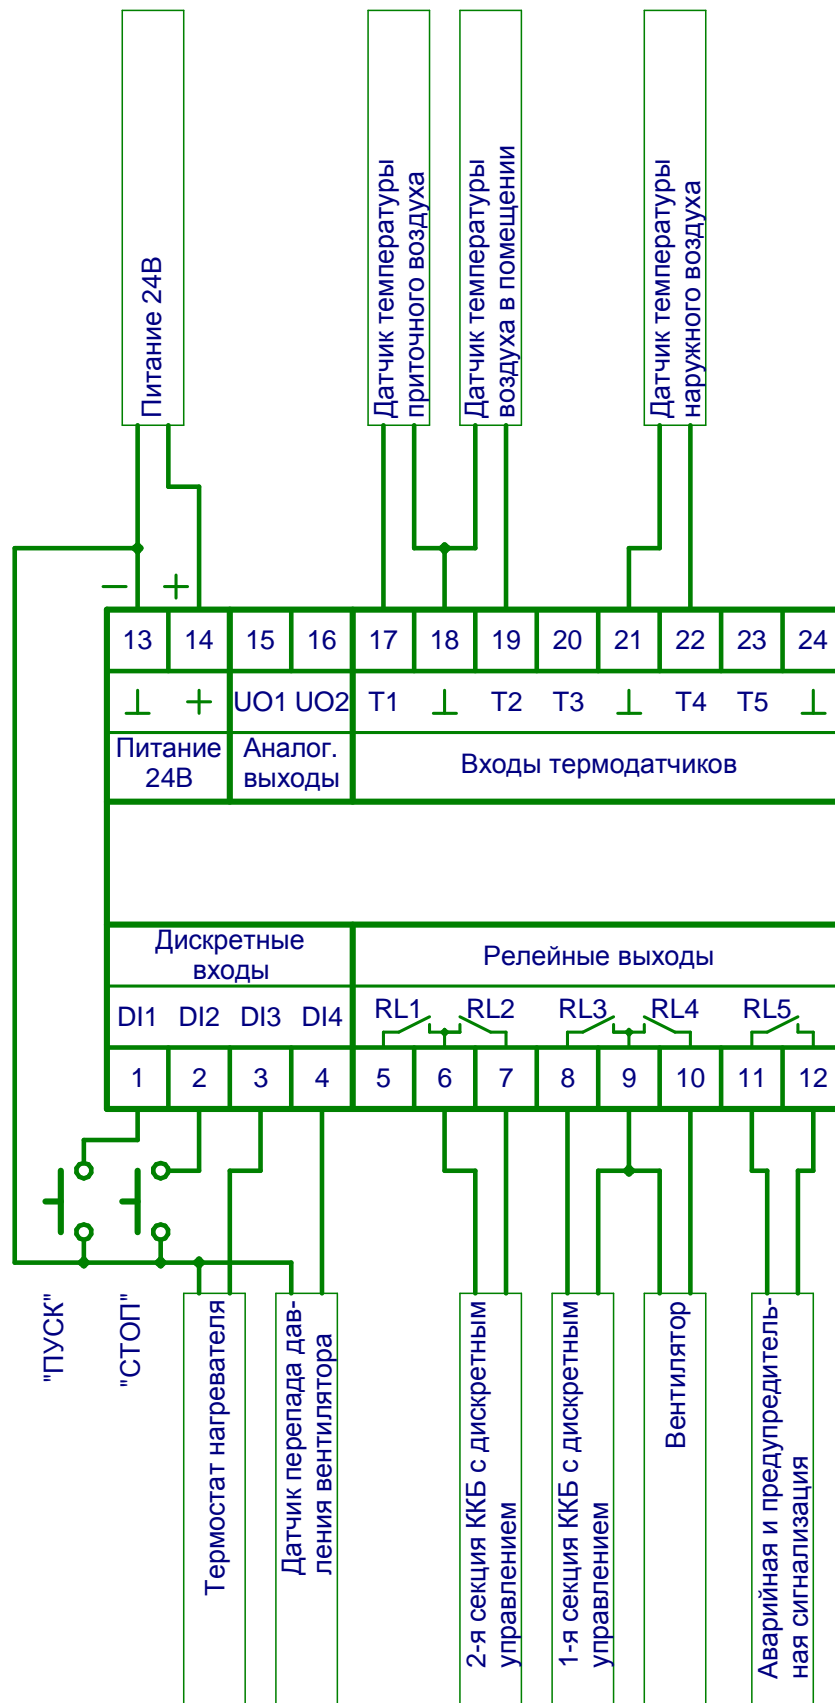 Питание 24В
Датчик температуры
приточного воздуха
Датчик температуры
воздуха в помещении
Датчик температуры
наружного воздуха
− +
13 14 15 16 17 18 19 20 21 22 23 24
⊥ + UO1 UO2 T1 ⊥ T2 T3 ⊥ T4 T5 ⊥
Питание
24В
Аналог.
выходы
Входы термодатчиков
Дискретные
входы
Релейные выходы
DI1 DI2 DI3 DI4 RL1 RL2 RL3 RL4 RL5
1 2 3 4 5 6 7 8 9 10 11 12
"ПУСК"
"СТОП"
Термостат нагревателя
Датчик перепада дав-
ления вентилятора
2-я секция ККБ с дискретным
управлением
1-я секция ККБ с дискретным
управлением
Вентилятор
Аварийная и предупредитель-
ная сигнализация